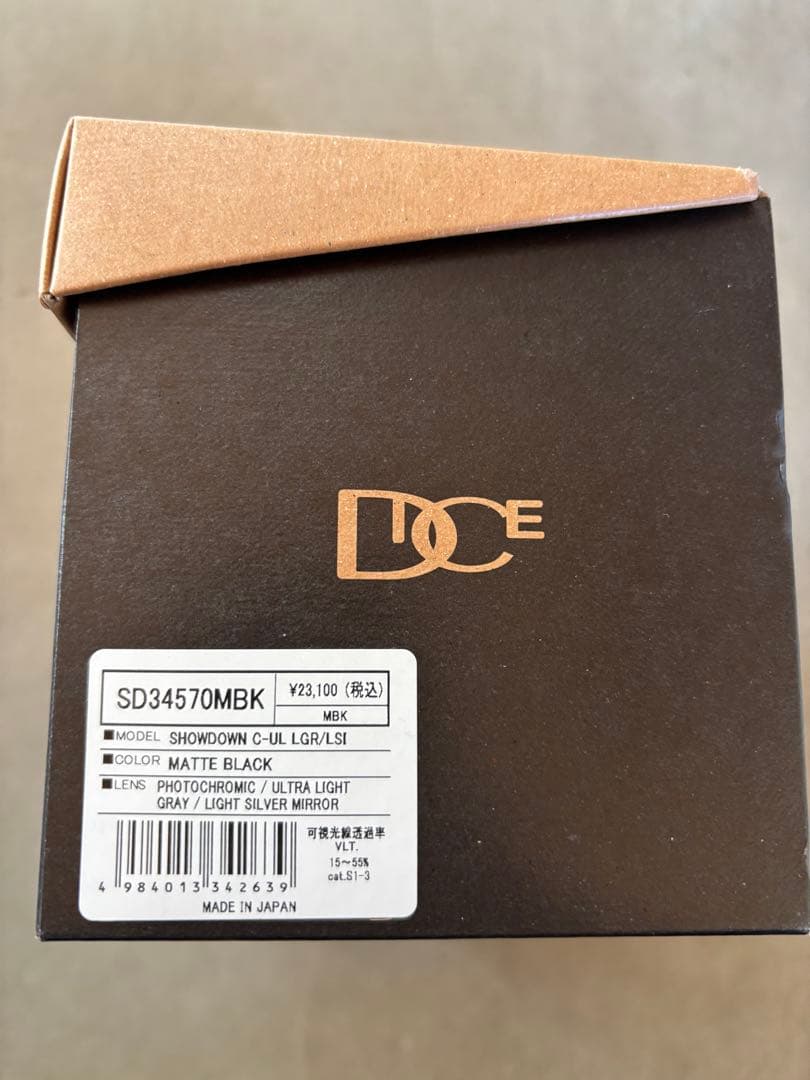 DICE
SD34570MBK
¥23,100 (税込)
MBK
■MODEL SHOWDOWN C-UL LGR/LSI
■COLOR MATTE BLACK
■LENS PHOTOCHROMIC / ULTRA LIGHT
GRAY / LIGHT SILVER MIRROR
可視光線透過率
VLT.
15～55%
cat.S1-3
4 984013 342639
MADE IN JAPAN